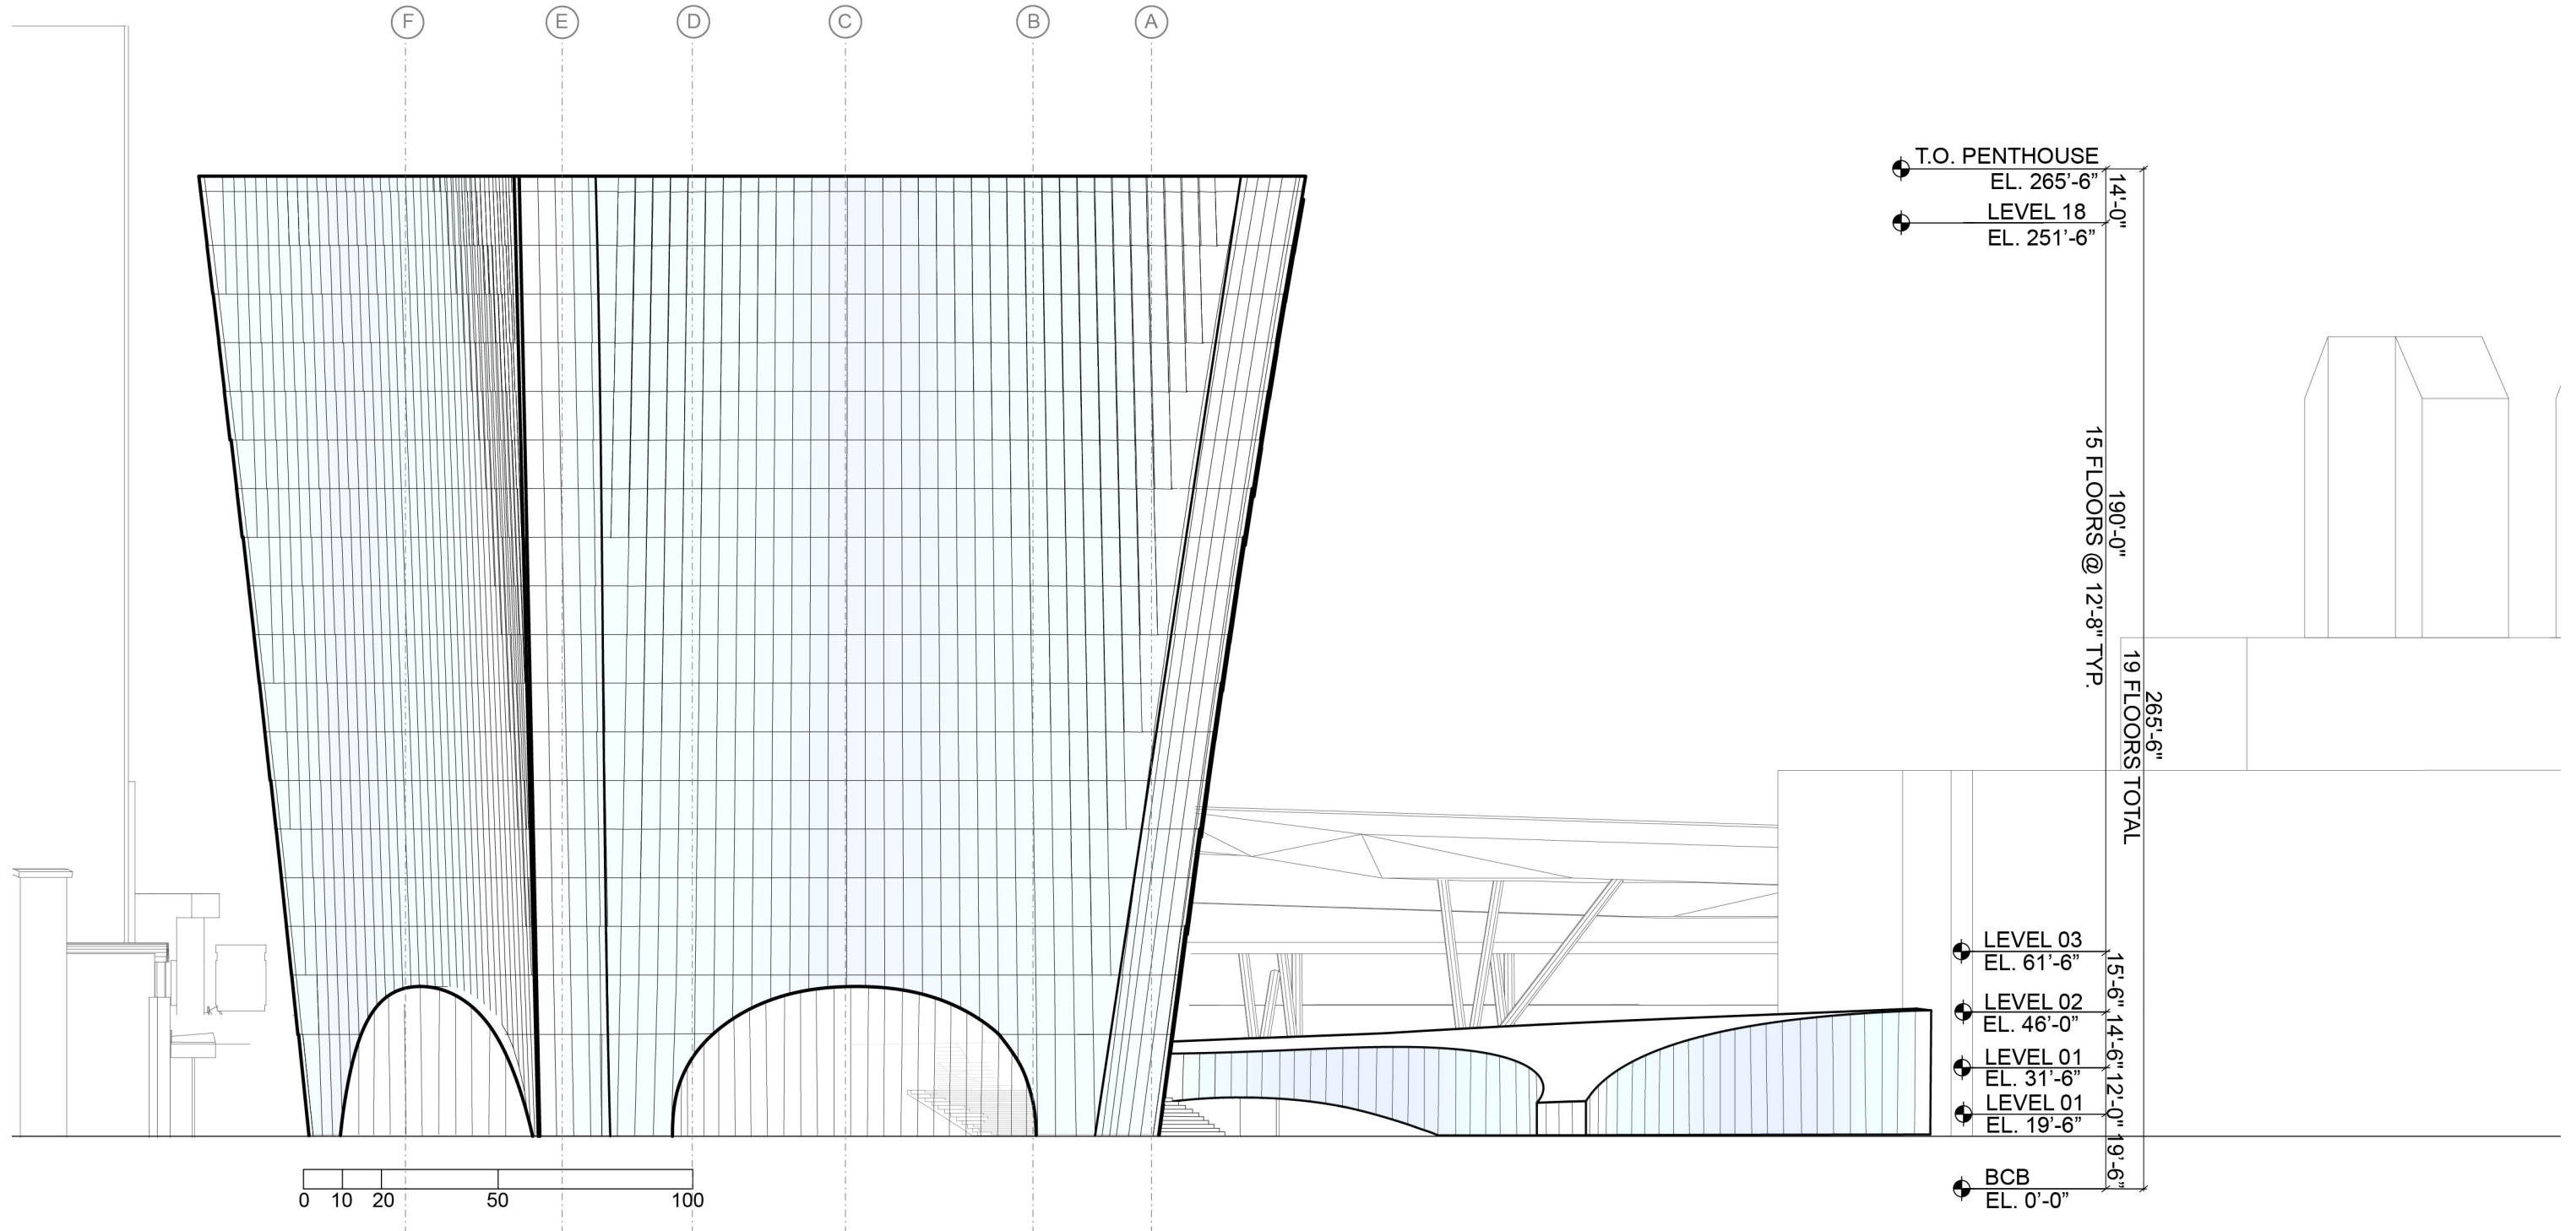 F E D C B A
T.O. PENTHOUSE
EL. 265’-6”
LEVEL 18
EL. 251’-6”
14'-0"
190'-0"
15 FLOORS @ 12'-8" TYP.
265'-6"
19 FLOORS TOTAL
LEVEL 03
EL. 61’-6”
15'-6"
LEVEL 02
EL. 46’-0”
14'-6"
LEVEL 01
EL. 31’-6”
12'-0"
LEVEL 01
EL. 19’-6”
19'-6"
BCB
EL. 0’-0”
0 10 20 50 100